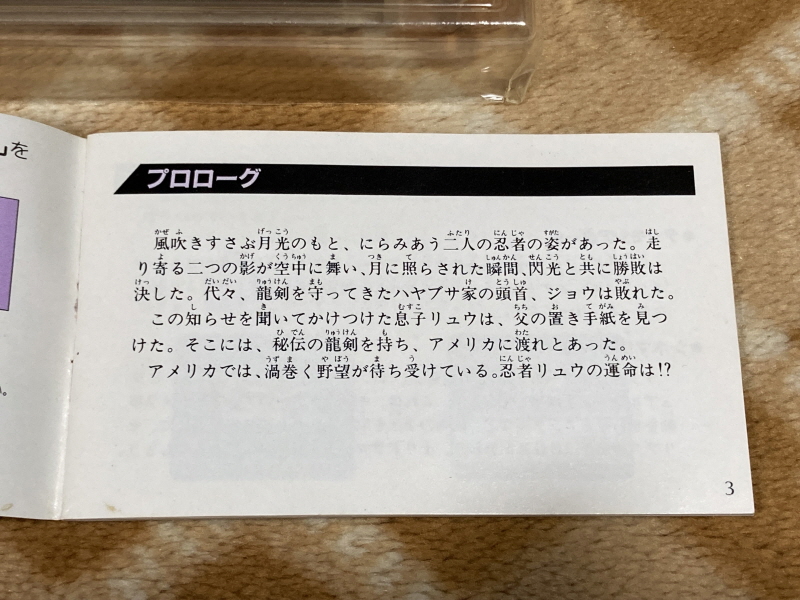 」を
プロローグ
風吹きすさぶ月光のもと、にらみあう二人の忍者の姿があった。走
り寄る二つの影が空中に舞い、月に照らされた瞬間、閃光と共に勝敗は
決した。代々、龍剣を守ってきたハヤブサ家の頭首、ジョウは敗れた。
この知らせを聞いてかけつけた息子リュウは、父の置き手紙を見つ
けた。そこには、秘伝の龍剣を持ち、アメリカに渡れとあった。
アメリカでは、渦巻く野望が待ち受けている。忍者リュウの運命は!?
3